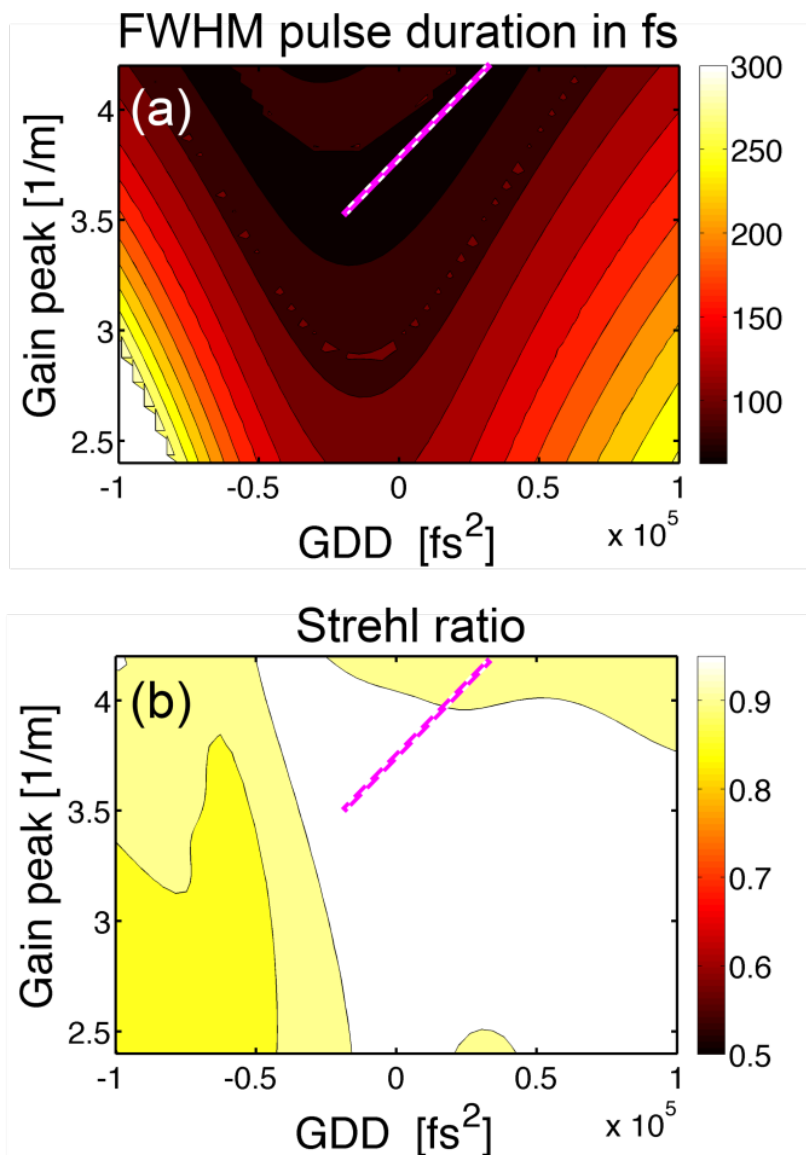 FWHM pulse duration in fs
(a)
Gain peak [1/m]
4
3.5
3
2.5
-1
-0.5
0
0.5
1
x 10^5
GDD [fs^2]
300
250
200
150
100
Strehl ratio
(b)
Gain peak [1/m]
4
3.5
3
2.5
-1
-0.5
0
0.5
1
x 10^5
GDD [fs^2]
0.9
0.8
0.7
0.6
0.5